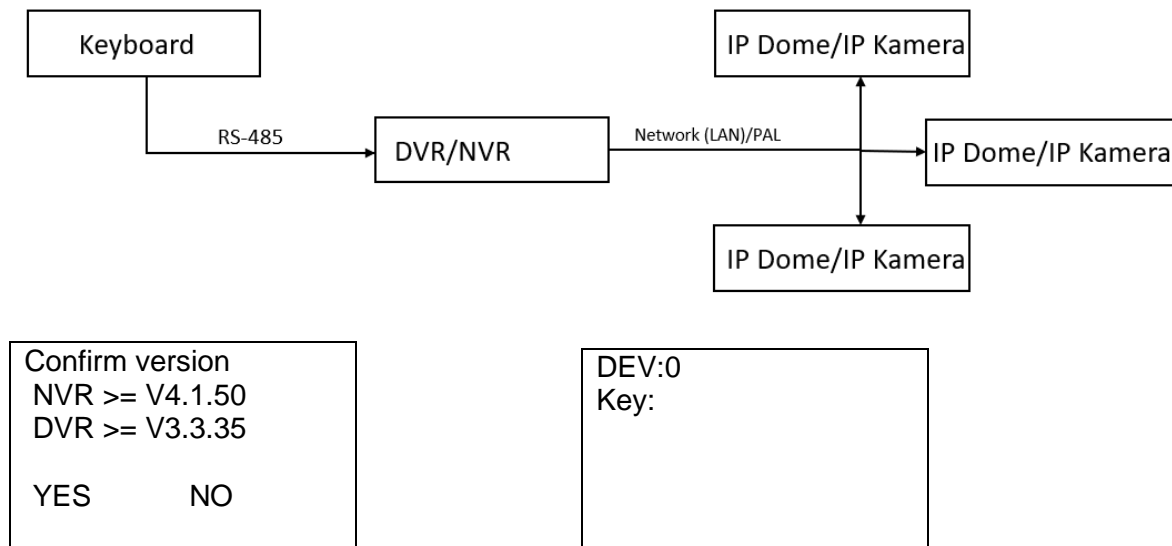 Keyboard
IP Dome/IP Kamera
RS-485
DVR/NVR
Network (LAN)/PAL
IP Dome/IP Kamera
IP Dome/IP Kamera
Confirm version
NVR >= V4.1.50
DVR >= V3.3.35
YES NO
DEV:0
Key: